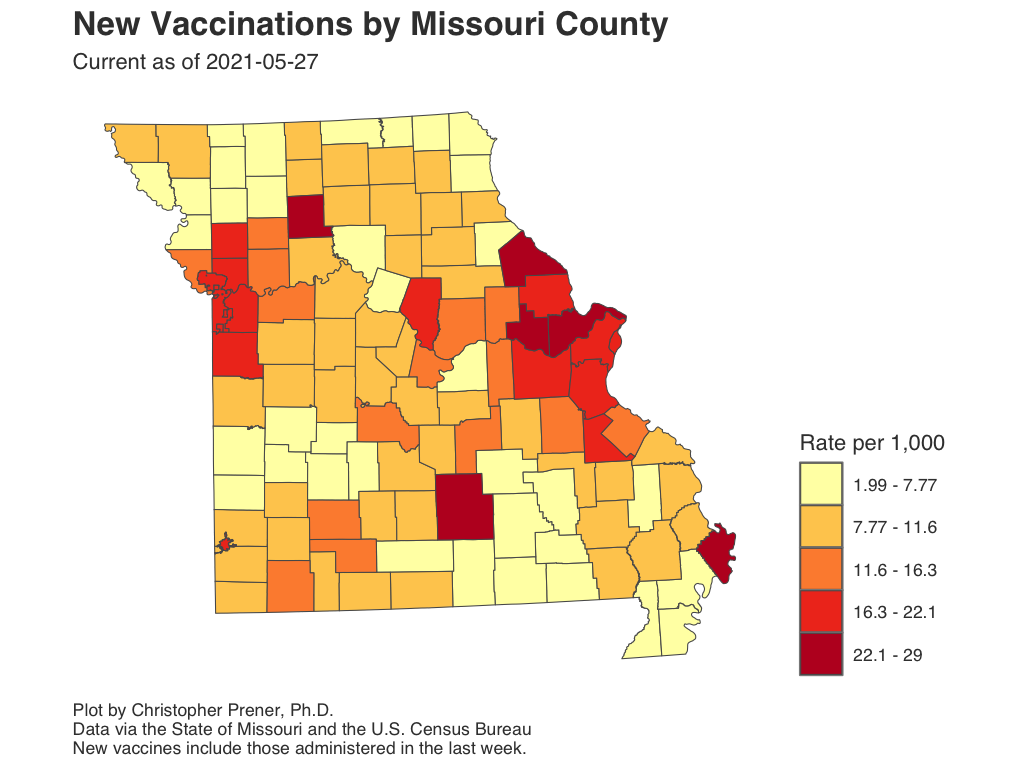 New Vaccinations by Missouri County
Current as of 2021-05-27
Rate per 1,000
1.99 - 7.77
7.77 - 11.6
11.6 - 16.3
16.3 - 22.1
22.1 - 29
Plot by Christopher Prener, Ph.D.
Data via the State of Missouri and the U.S. Census Bureau
New vaccines include those administered in the last week.